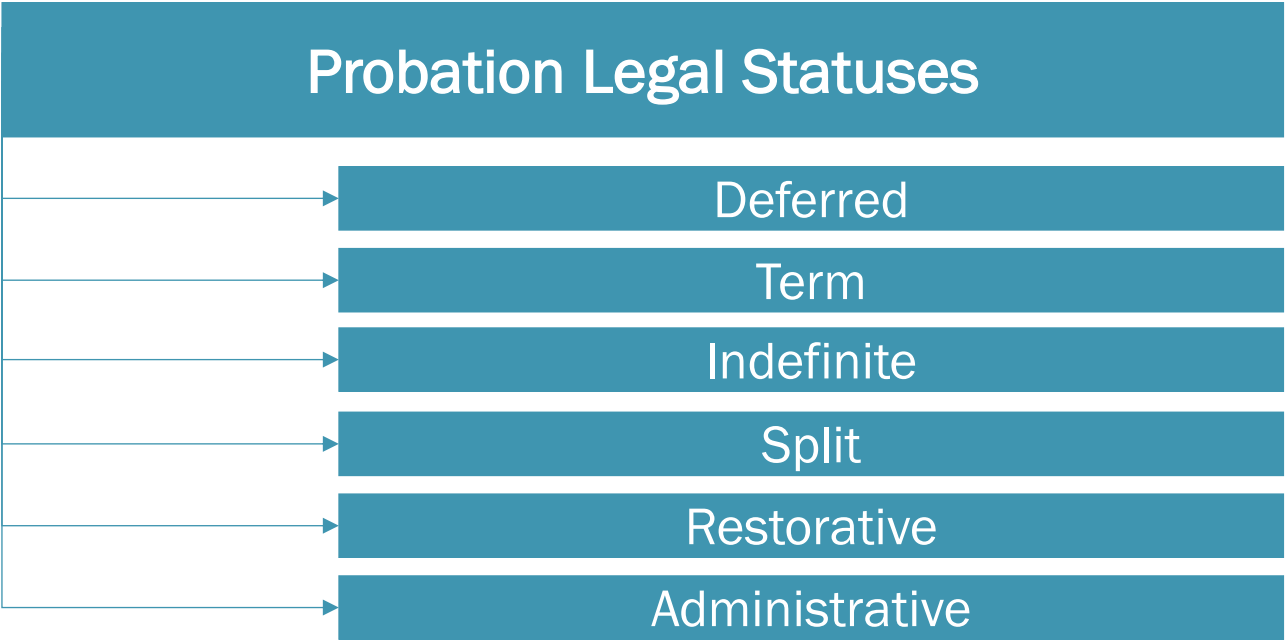 Probation Legal Statuses
Deferred
Term
Indefinite
Split
Restorative
Administrative